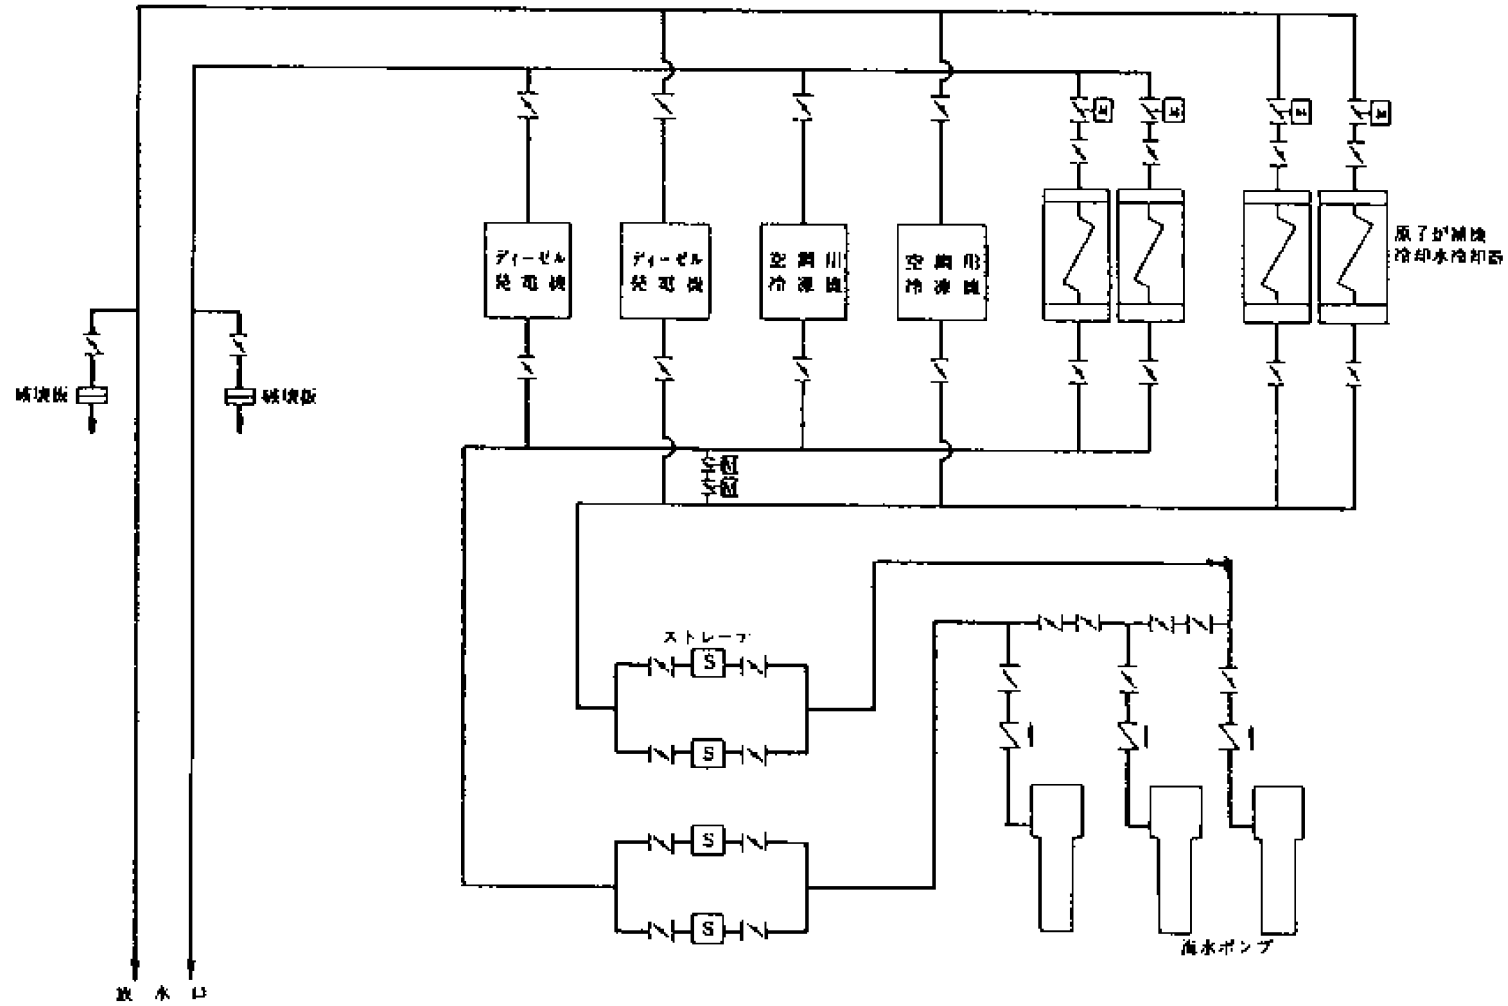 ディーゼル
発電機
ディーゼル
発電機
空調用
冷凍機
空調用
冷凍機
原子炉補機
冷却水冷却器
破壊板
破壊板
ストレーナ
S
S
S
S
海水ポンプ
放水口